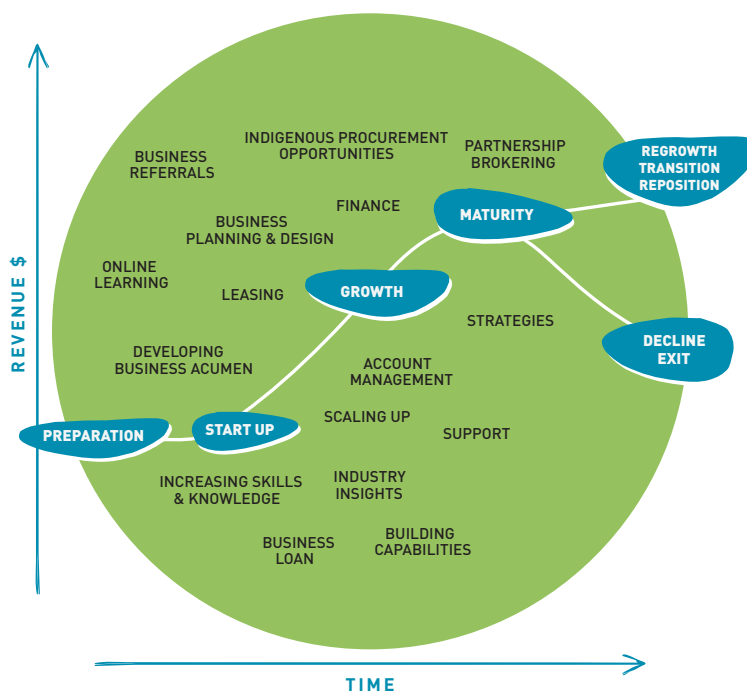 INDIGENOUS PROCUREMENT
OPPORTUNITIES
PARTNERSHIP
BROKERING
REGROWTH
TRANSITION
REPOSITION
BUSINESS
REFERRALS
FINANCE
MATURITY
BUSINESS
PLANNING & DESIGN
ONLINE
LEARNING
LEASING
GROWTH
STRATEGIES
REVENUE $
DECLINE
EXIT
DEVELOPING
BUSINESS ACUMEN
ACCOUNT
MANAGEMENT
SCALING UP
PREPARATION
START UP
SUPPORT
INCREASING SKILLS
& KNOWLEDGE
INDUSTRY
INSIGHTS
BUSINESS
LOAN
BUILDING
CAPABILITIES
TIME